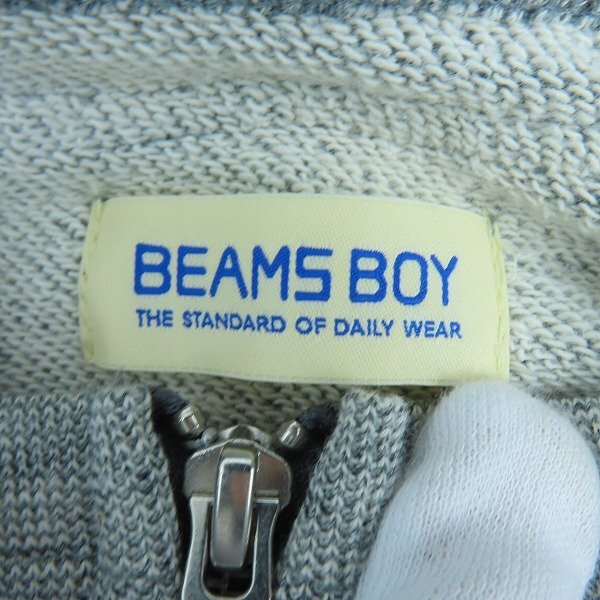 BEAMS BOY
THE STANDARD OF DAILY WEAR